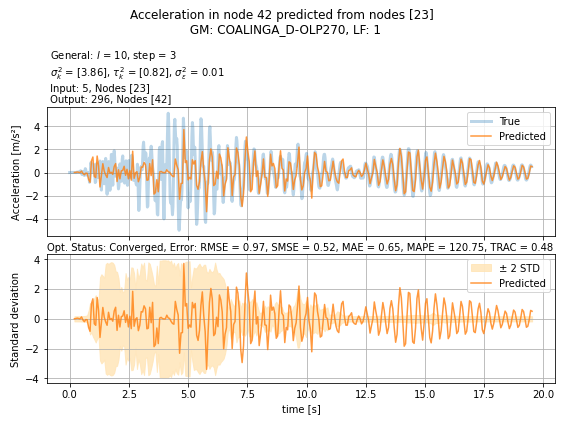 Acceleration in node 42 predicted from nodes [23]
GM: COALINGA_D-OLP270, LF: 1
General: l = 10, step = 3
σ²ₖ = [3.86], τ²ₖ = [0.82], σ²_ε = 0.01
Input: 5, Nodes [23]
Output: 296, Nodes [42]
Acceleration [m/s²]
4
2
0
−2
−4
True
Predicted
Opt. Status: Converged, Error: RMSE = 0.97, SMSE = 0.52, MAE = 0.65, MAPE = 120.75, TRAC = 0.48
Standard deviation
4
2
0
−2
−4
± 2 STD
Predicted
0.0 2.5 5.0 7.5 10.0 12.5 15.0 17.5 20.0
time [s]